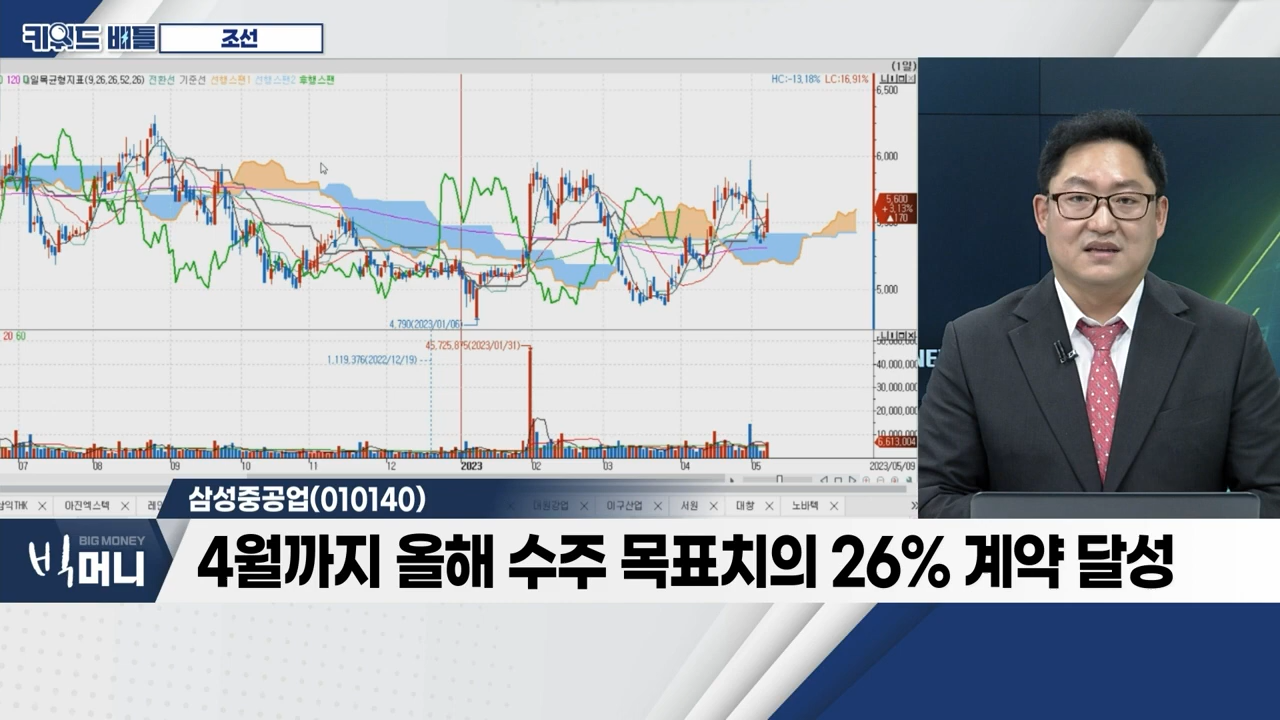 키워드 배틀
조선
(1일)
120 일목균형지표(9,26,26,52,26) 전환선 기준선 선행스팬1 선행스팬2 후행스팬
HC:-13,18% LC:16,91%
6,500
6,000
5,600
+3,13%
▲170
5,000
4,790(2023/01/06)
20 60
45,725,875(2023/01/31)
1,119,376(2022/12/19)
40,000,000
30,000,000
20,000,000
10,000,000
6,613,004
07 08 09 10 11 12 2023 02 03 04 05 2023/05/09
아진엑스텍 대원강업 이구산업 서원 대창 노바텍
삼성중공업(010140)
BIG MONEY
빅머니
4월까지 올해 수주 목표치의 26% 계약 달성